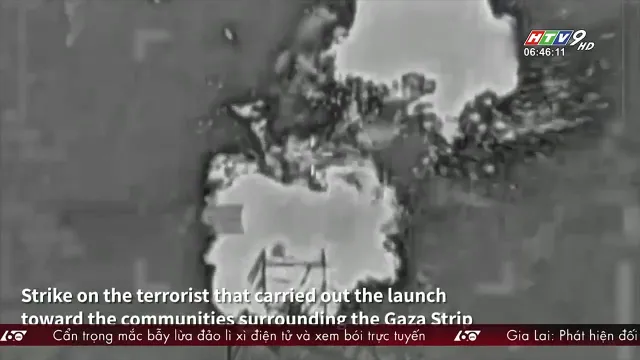 HTV9 HD
06:46:11
Strike on the terrorist that carried out the launch
toward the communities surrounding the Gaza Strip
60 Cẩn trọng mắc bẫy lừa đảo lì xì điện tử và xem bói trực tuyến 60 Gia Lai: Phát hiện đối